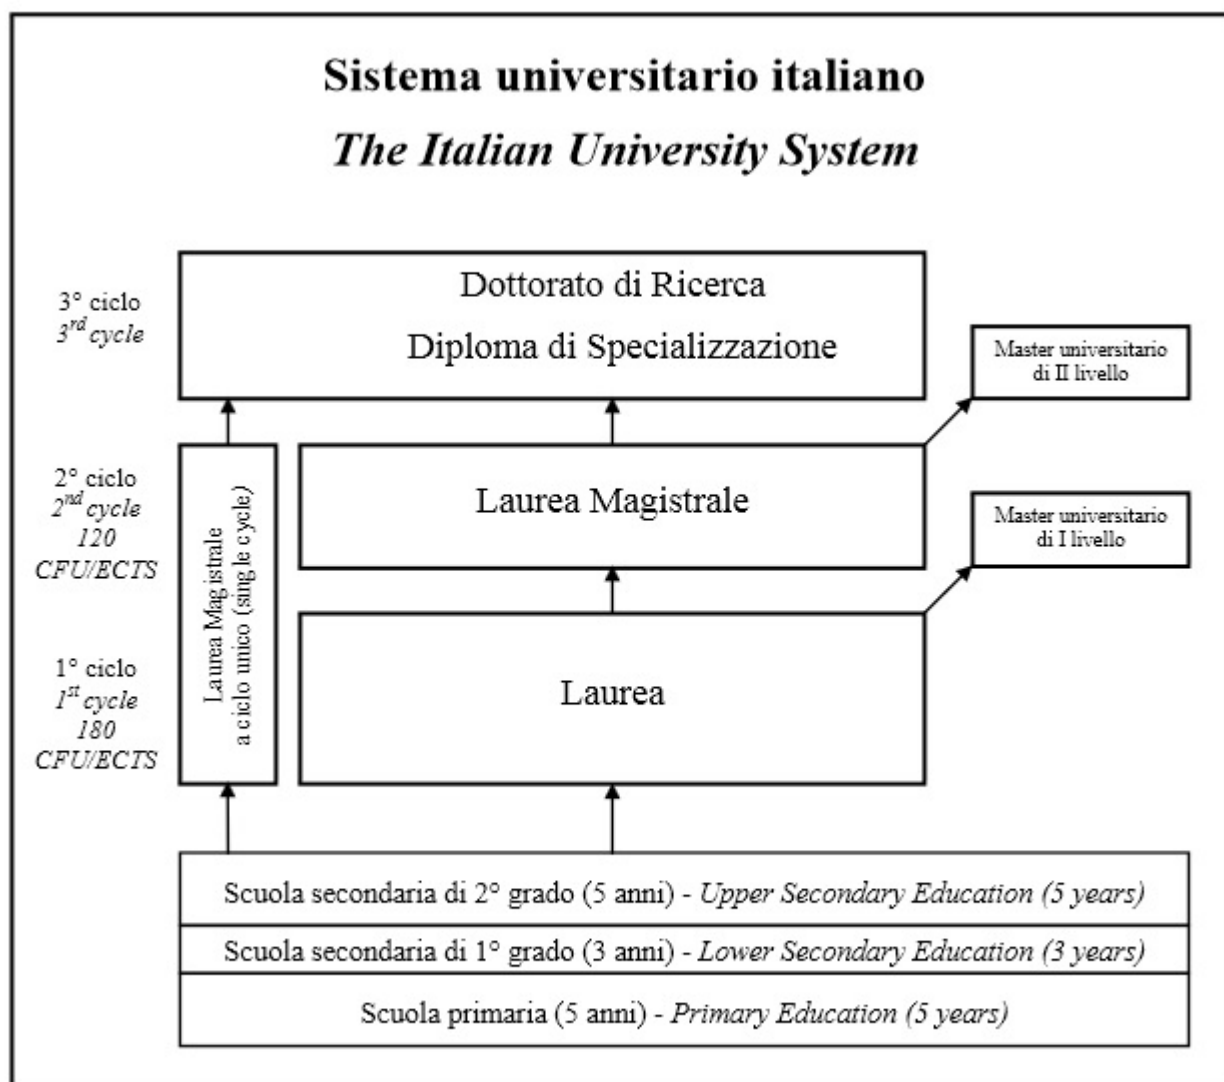 Sistema universitario italiano
The Italian University System
3° ciclo
3rd cycle
Dottorato di Ricerca
Diploma di Specializzazione
Master universitario
di II livello
2° ciclo
2nd cycle
120
CFU/ECTS
Laurea Magistrale
a ciclo unico (single cycle)
Laurea Magistrale
Master universitario
di I livello
1° ciclo
1st cycle
180
CFU/ECTS
Laurea
Scuola secondaria di 2° grado (5 anni) - Upper Secondary Education (5 years)
Scuola secondaria di 1° grado (3 anni) - Lower Secondary Education (3 years)
Scuola primaria (5 anni) - Primary Education (5 years)